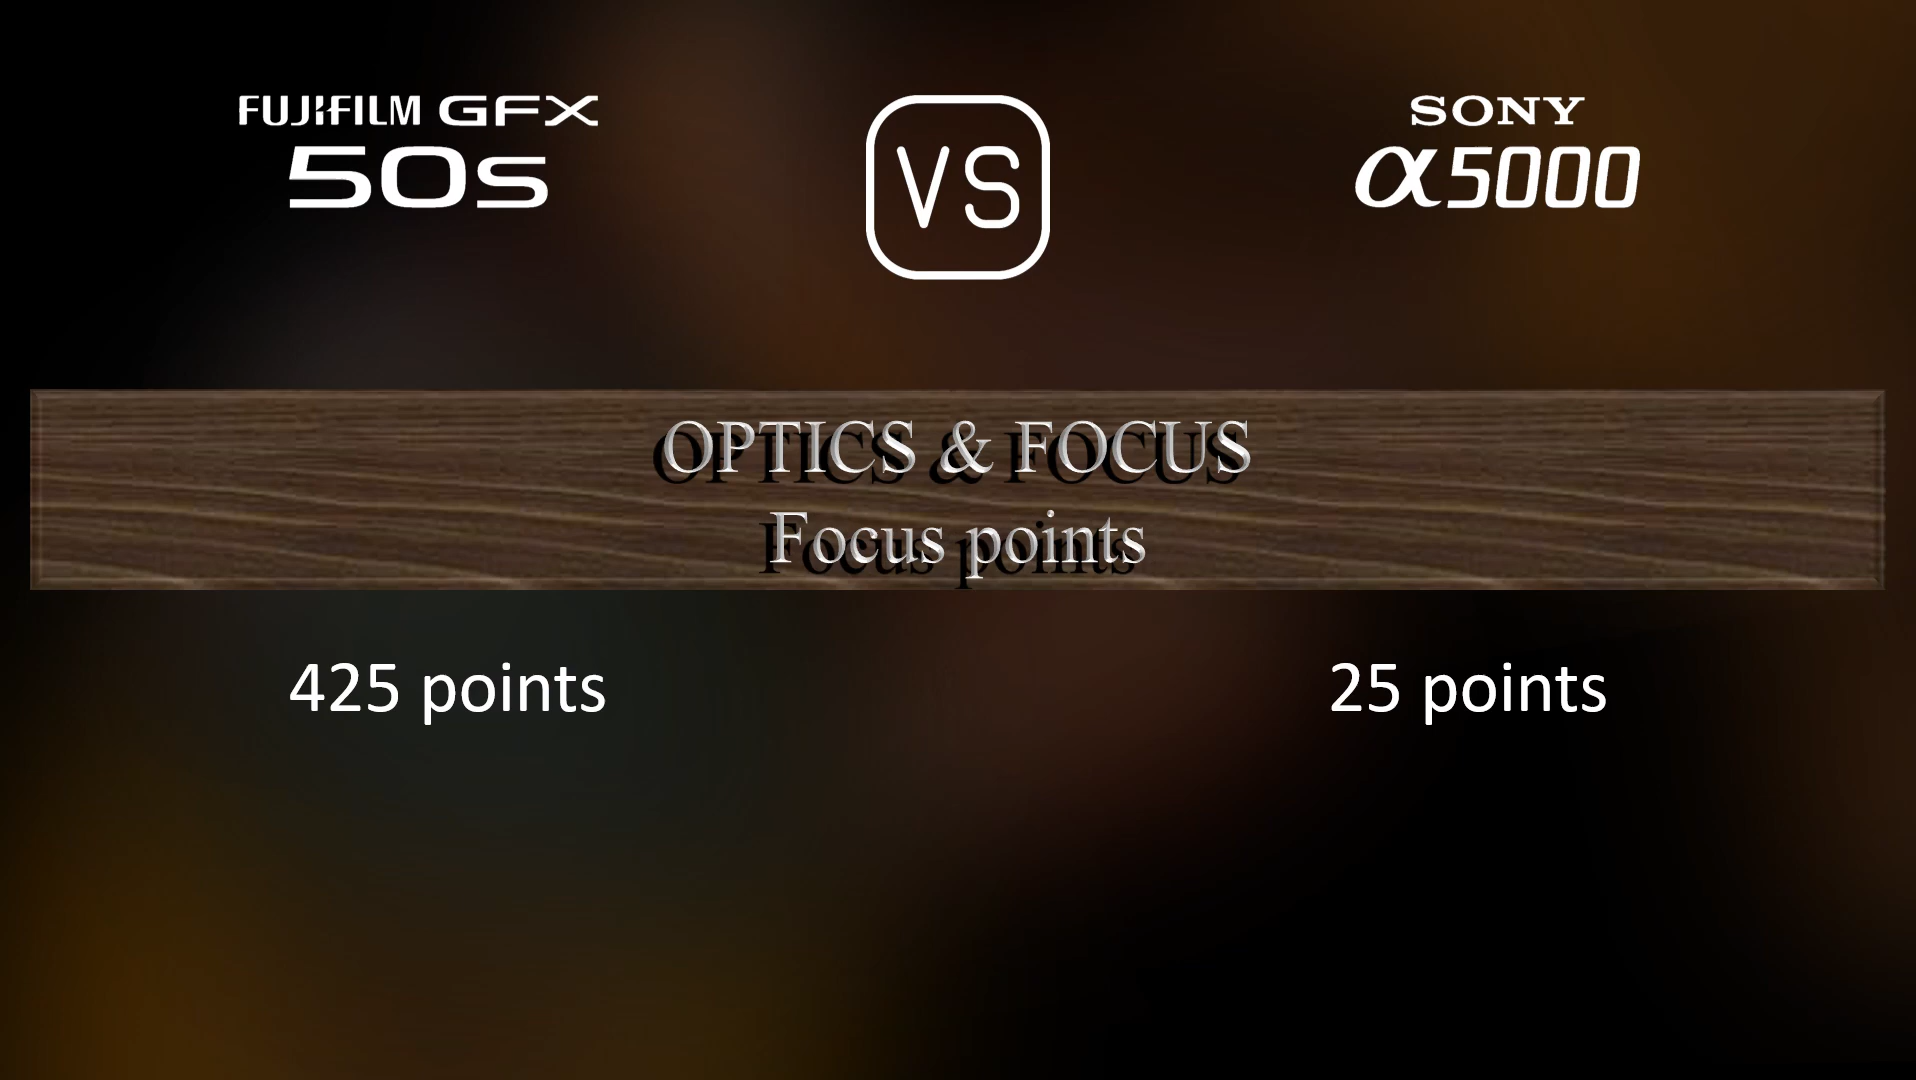 FUJIFILM GFX
50S
VS
SONY
α5000
OPTICS & FOCUS
Focus points
425 points
25 points